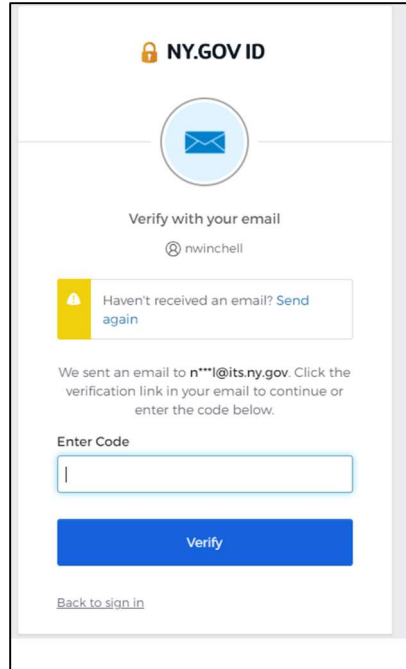 NY.GOV ID
Verify with your email
nwinchell
Haven't received an email? Send
again
We sent an email to n***l@its.ny.gov. Click the
verification link in your email to continue or
enter the code below.
Enter Code
Verify
Back to sign in